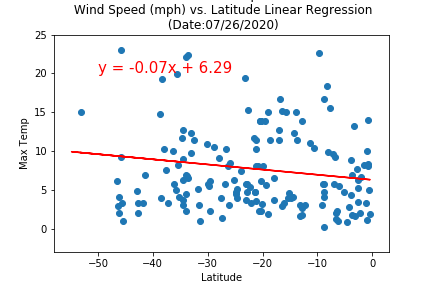 Wind Speed (mph) vs. Latitude Linear Regression
(Date:07/26/2020)
25
20
15
10
5
0
Max Temp
y = -0.07x + 6.29
−50
−40
−30
−20
−10
0
Latitude